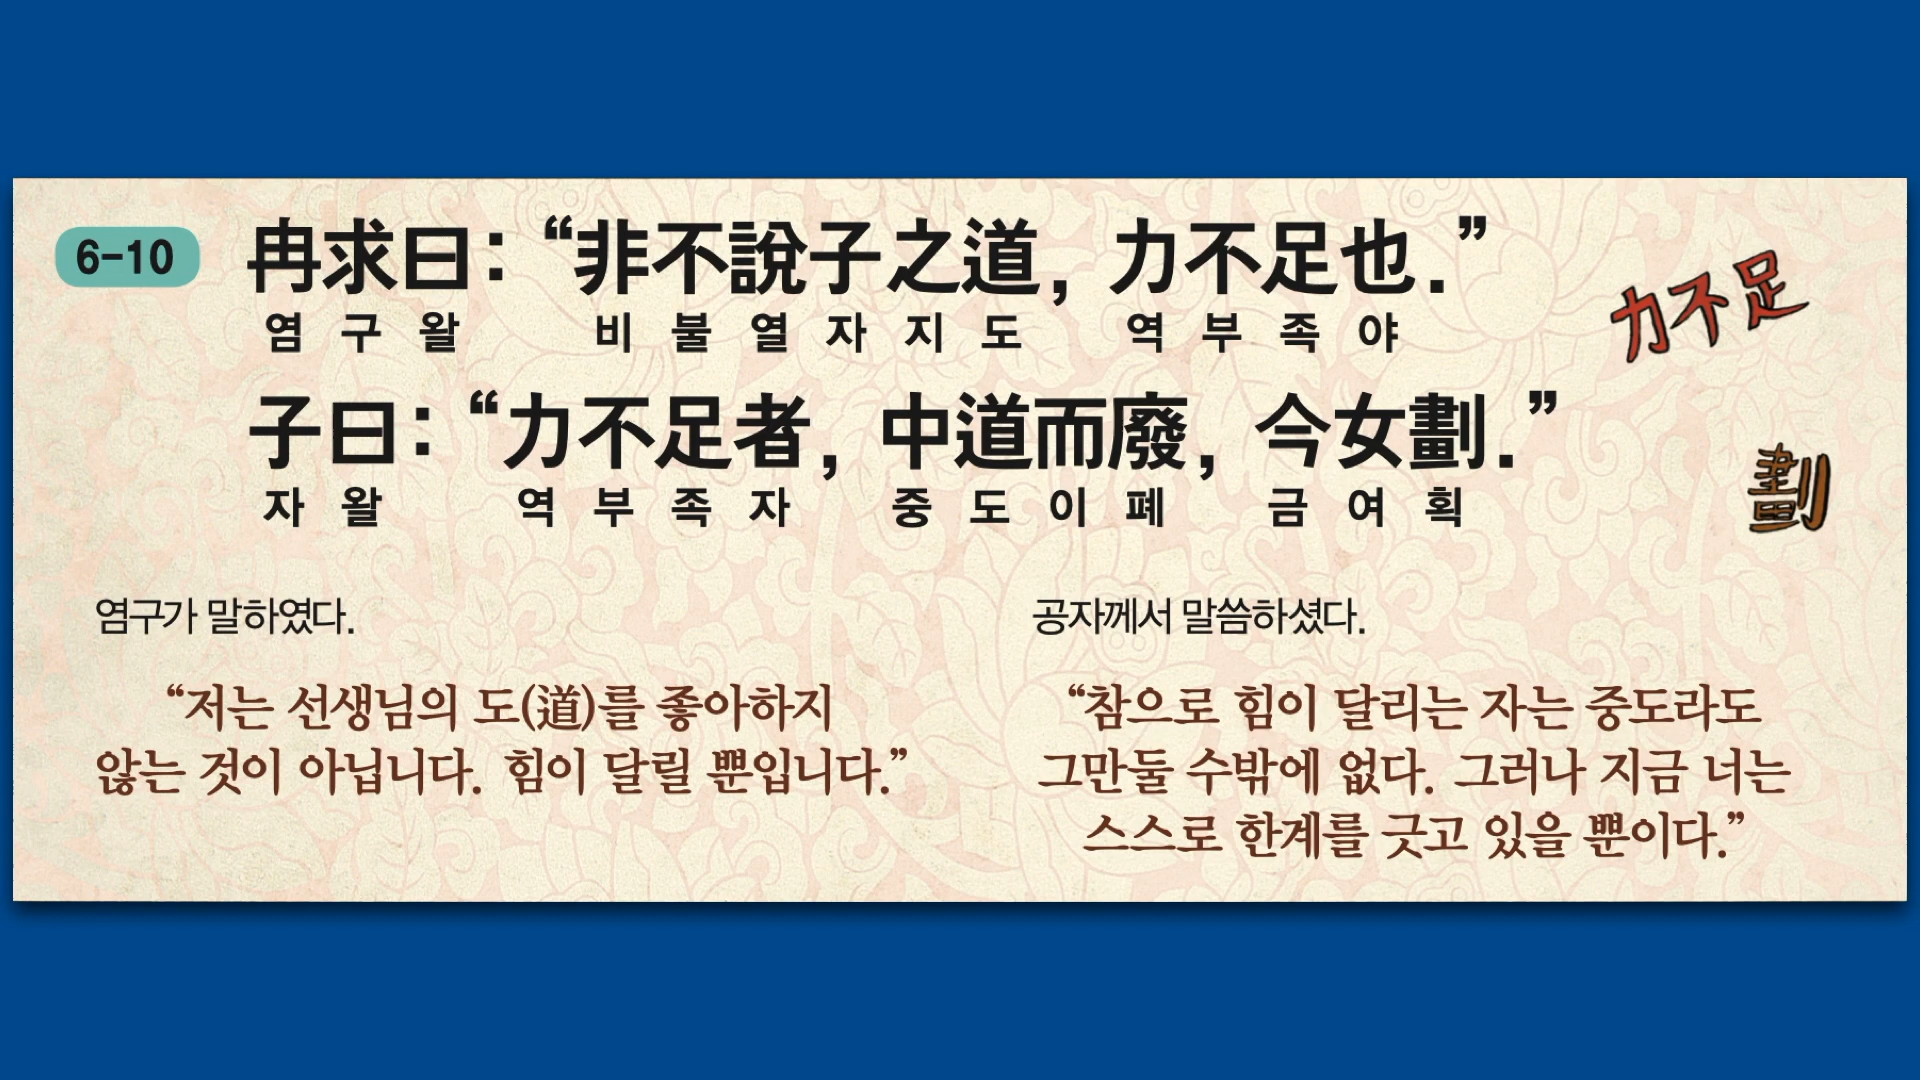 6-10
冉求曰: “非不說子之道, 力不足也.”
염 구 왈 비 불 열 자 지 도 역 부 족 야
力不足
子曰: “力不足者, 中道而廢, 今女劃.”
자 왈 역 부 족 자 중 도 이 폐 금 여 획
劃
염구가 말하였다.
“저는 선생님의 도(道)를 좋아하지
않는 것이 아닙니다. 힘이 달릴 뿐입니다.”
공자께서 말씀하셨다.
“참으로 힘이 달리는 자는 중도라도
그만둘 수밖에 없다. 그러나 지금 너는
스스로 한계를 긋고 있을 뿐이다.”